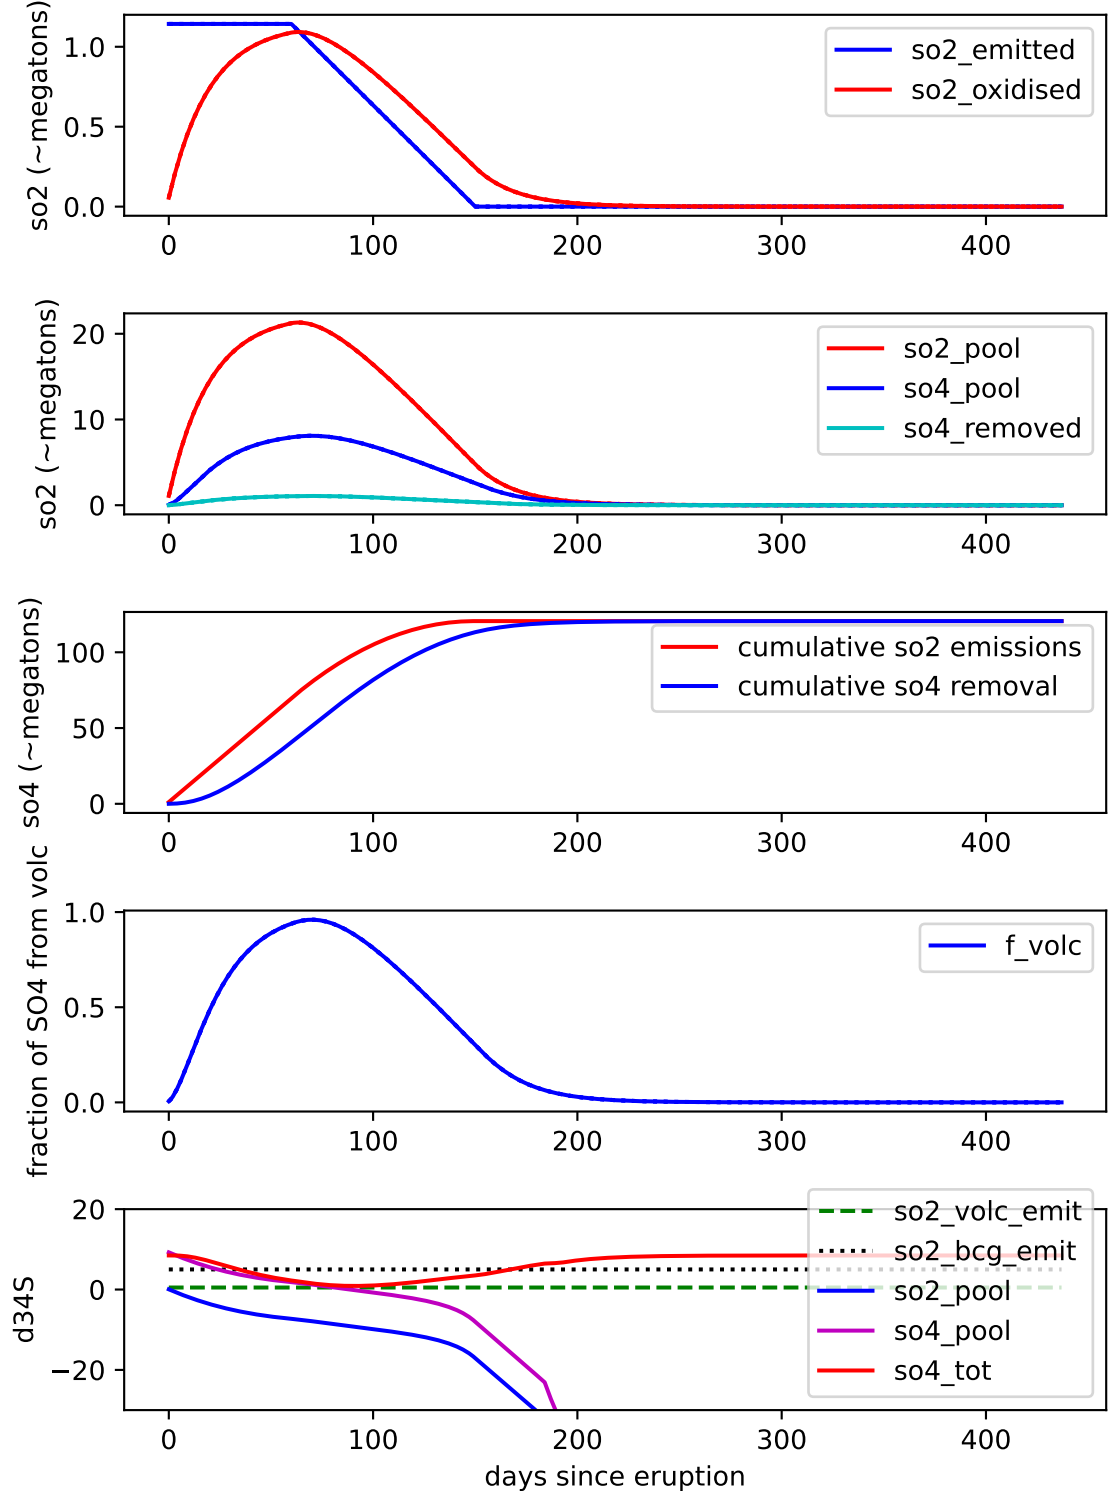 so2 (~megatons)
1.0
0.5
0.0
so2_emitted
so2_oxidised
0 100 200 300 400
so2 (~megatons)
20
10
0
so2_pool
so4_pool
so4_removed
0 100 200 300 400
so4 (~megatons)
100
50
0
cumulative so2 emissions
cumulative so4 removal
0 100 200 300 400
fraction of SO4 from volc
1.0
0.5
0.0
f_volc
0 100 200 300 400
d34S
20
0
−20
so2_volc_emit
so2_bcg_emit
so2_pool
so4_pool
so4_tot
0 100 200 300 400
days since eruption